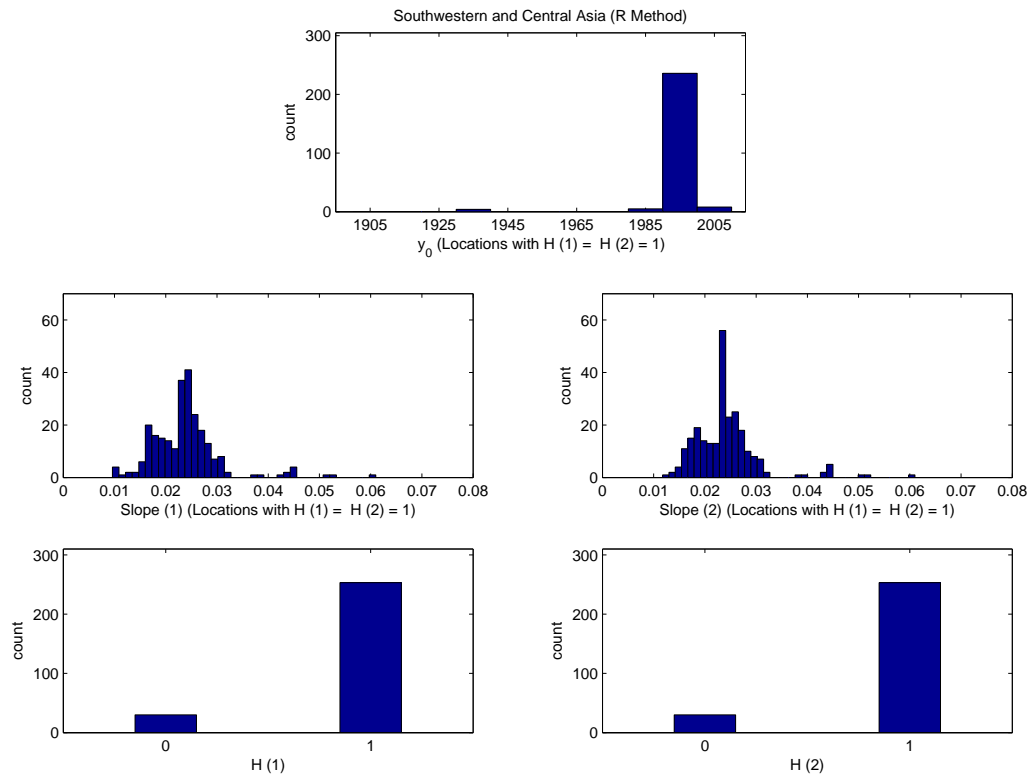 Southwestern and Central Asia (R Method)
300
200
100
0
count
1905 1925 1945 1965 1985 2005
y_0 (Locations with H (1) = H (2) = 1)
60
40
20
0
count
0 0.01 0.02 0.03 0.04 0.05 0.06 0.07 0.08
Slope (1) (Locations with H (1) = H (2) = 1)
60
40
20
0
count
0 0.01 0.02 0.03 0.04 0.05 0.06 0.07 0.08
Slope (2) (Locations with H (1) = H (2) = 1)
300
200
100
0
count
0 1
H (1)
300
200
100
0
count
0 1
H (2)